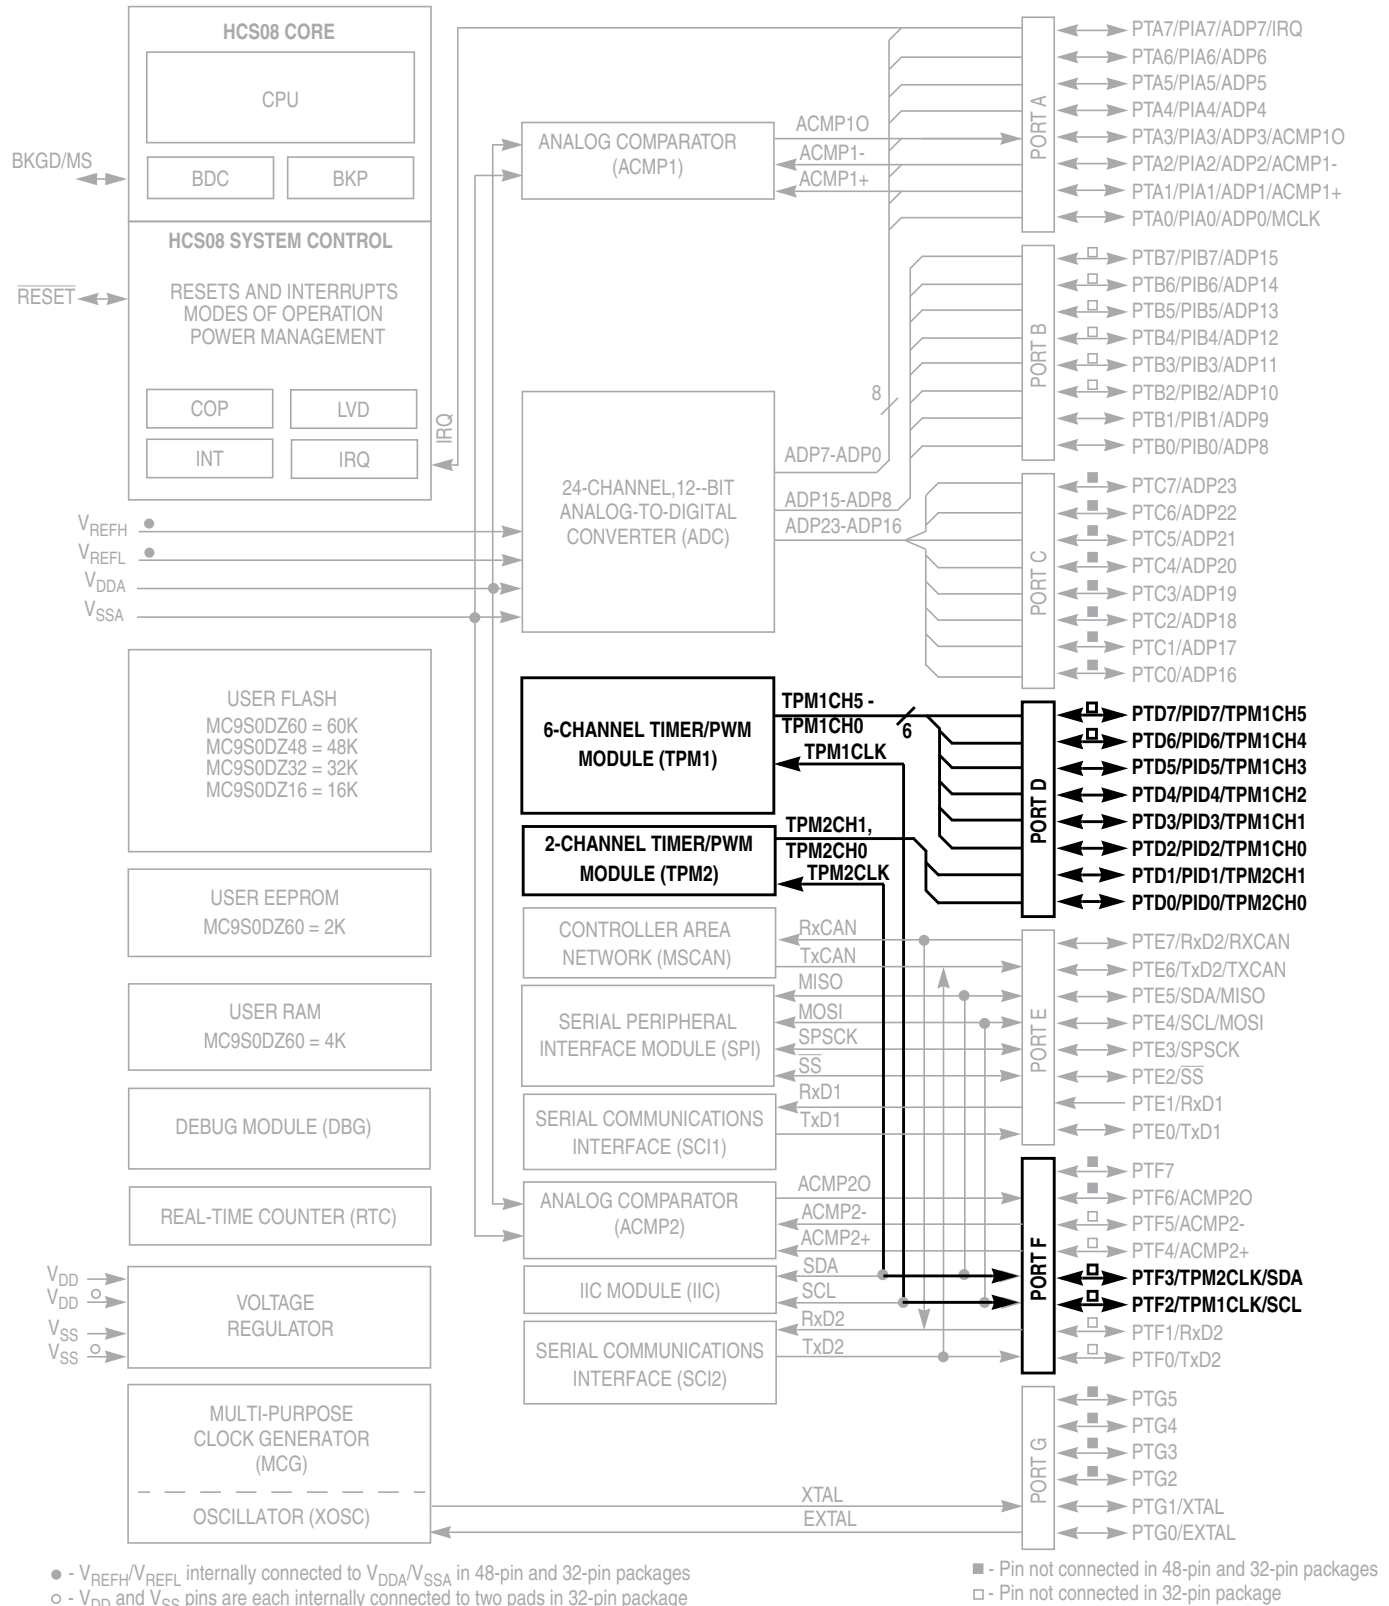 HCS08 CORE
CPU
BDC
BKP
BKGD/MS
HCS08 SYSTEM CONTROL
RESETS AND INTERRUPTS
MODES OF OPERATION
POWER MANAGEMENT
RESET
COP
LVD
INT
IRQ
IRQ
VREFH
VREFL
VDDA
VSSA
USER FLASH
MC9S0DZ60 = 60K
MC9S0DZ48 = 48K
MC9S0DZ32 = 32K
MC9S0DZ16 = 16K
USER EEPROM
MC9S0DZ60 = 2K
USER RAM
MC9S0DZ60 = 4K
DEBUG MODULE (DBG)
REAL-TIME COUNTER (RTC)
VDD
VDD
VSS
VSS
VOLTAGE
REGULATOR
MULTI-PURPOSE
CLOCK GENERATOR
(MCG)
OSCILLATOR (XOSC)
ANALOG COMPARATOR
(ACMP1)
ACMP1O
ACMP1-
ACMP1+
24-CHANNEL,12--BIT
ANALOG-TO-DIGITAL
CONVERTER (ADC)
8
ADP7-ADP0
ADP15-ADP8
ADP23-ADP16
6-CHANNEL TIMER/PWM
MODULE (TPM1)
TPM1CH5 -
TPM1CH0
6
TPM1CLK
2-CHANNEL TIMER/PWM
MODULE (TPM2)
TPM2CH1,
TPM2CH0
TPM2CLK
CONTROLLER AREA
NETWORK (MSCAN)
RxCAN
TxCAN
SERIAL PERIPHERAL
INTERFACE MODULE (SPI)
MISO
MOSI
SPSCK
SS
SERIAL COMMUNICATIONS
INTERFACE (SCI1)
RxD1
TxD1
ANALOG COMPARATOR
(ACMP2)
ACMP2O
ACMP2-
ACMP2+
IIC MODULE (IIC)
SDA
SCL
SERIAL COMMUNICATIONS
INTERFACE (SCI2)
RxD2
TxD2
XTAL
EXTAL
PORT A
PTA7/PIA7/ADP7/IRQ
PTA6/PIA6/ADP6
PTA5/PIA5/ADP5
PTA4/PIA4/ADP4
PTA3/PIA3/ADP3/ACMP1O
PTA2/PIA2/ADP2/ACMP1-
PTA1/PIA1/ADP1/ACMP1+
PTA0/PIA0/ADP0/MCLK
PORT B
PTB7/PIB7/ADP15
PTB6/PIB6/ADP14
PTB5/PIB5/ADP13
PTB4/PIB4/ADP12
PTB3/PIB3/ADP11
PTB2/PIB2/ADP10
PTB1/PIB1/ADP9
PTB0/PIB0/ADP8
PORT C
PTC7/ADP23
PTC6/ADP22
PTC5/ADP21
PTC4/ADP20
PTC3/ADP19
PTC2/ADP18
PTC1/ADP17
PTC0/ADP16
PORT D
PTD7/PID7/TPM1CH5
PTD6/PID6/TPM1CH4
PTD5/PID5/TPM1CH3
PTD4/PID4/TPM1CH2
PTD3/PID3/TPM1CH1
PTD2/PID2/TPM1CH0
PTD1/PID1/TPM2CH1
PTD0/PID0/TPM2CH0
PORT E
PTE7/RxD2/RXCAN
PTE6/TxD2/TXCAN
PTE5/SDA/MISO
PTE4/SCL/MOSI
PTE3/SPSCK
PTE2/SS
PTE1/RxD1
PTE0/TxD1
PORT F
PTF7
PTF6/ACMP2O
PTF5/ACMP2-
PTF4/ACMP2+
PTF3/TPM2CLK/SDA
PTF2/TPM1CLK/SCL
PTF1/RxD2
PTF0/TxD2
PORT G
PTG5
PTG4
PTG3
PTG2
PTG1/XTAL
PTG0/EXTAL
● - VREFH/VREFL internally connected to VDDA/VSSA in 48-pin and 32-pin packages
○ - VDD and VSS pins are each internally connected to two pads in 32-pin package
■ - Pin not connected in 48-pin and 32-pin packages
□ - Pin not connected in 32-pin package